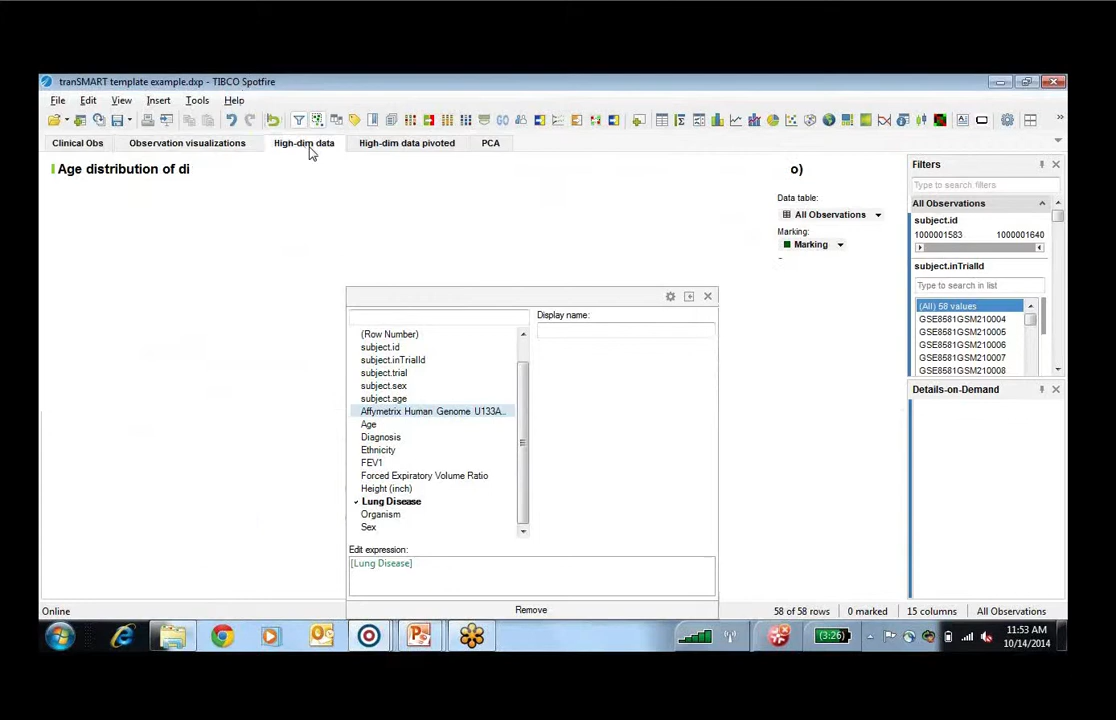 tranSMART template example.dxp - TIBCO Spotfire
File Edit View Insert Tools Help
Clinical Obs Observation visualizations High-dim data High-dim data pivoted PCA
Age distribution of di
o)
Data table:
All Observations
Marking:
Marking
Filters
Type to search filters
All Observations
subject.id
1000001583 1000001640
subject.inTrialId
Type to search in list
(All) 58 values
GSE8581GSM210004
GSE8581GSM210005
GSE8581GSM210006
GSE8581GSM210007
GSE8581GSM210008
Details-on-Demand
Display name:
(Row Number)
subject.id
subject.inTrialId
subject.trial
subject.sex
subject.age
Affymetrix Human Genome U133A...
Age
Diagnosis
Ethnicity
FEV1
Forced Expiratory Volume Ratio
Height (inch)
Lung Disease
Organism
Sex
Edit expression:
[Lung Disease]
Remove
Online
58 of 58 rows 0 marked 15 columns All Observations
(3:26)
11:53 AM
10/14/2014